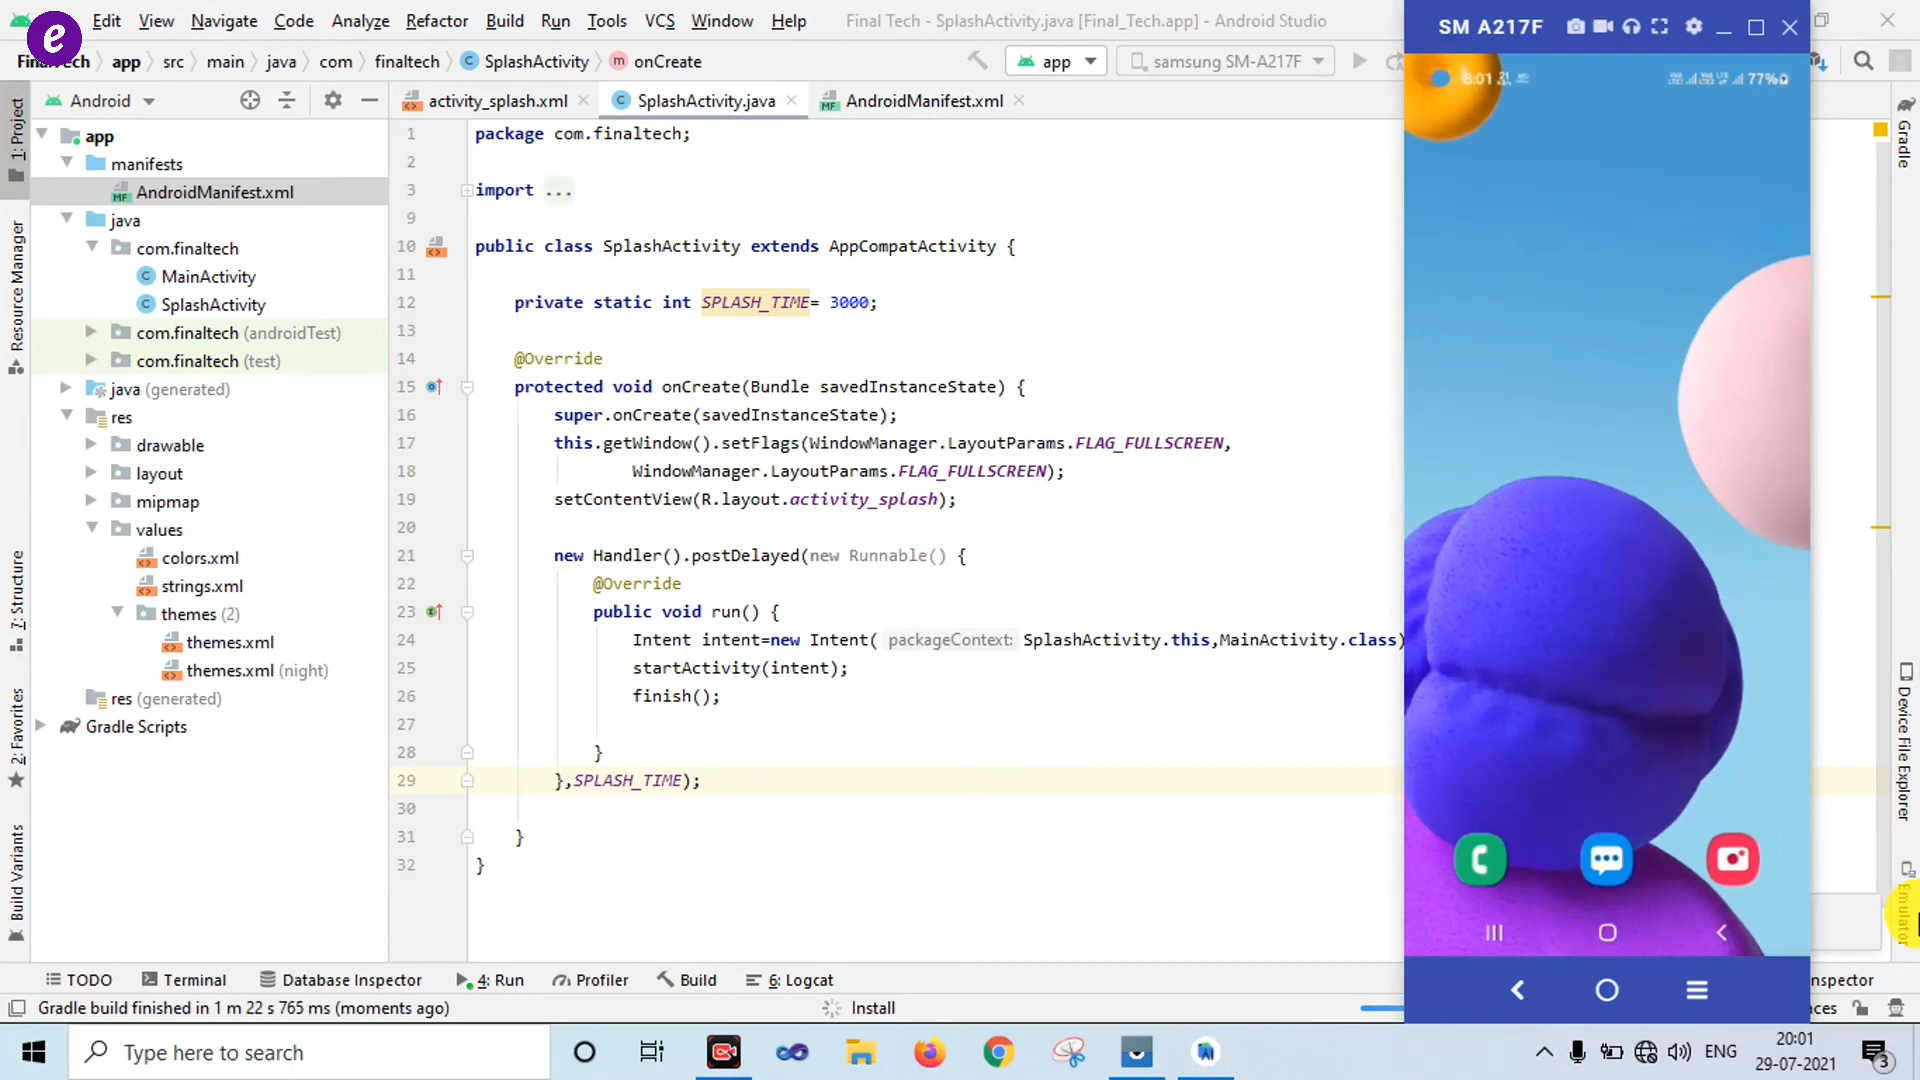 e
Edit View Navigate Code Analyze Refactor Build Run Tools VCS Window Help Final Tech - SplashActivity.java [Final_Tech.app] - Android Studio
app src main java com finaltech SplashActivity onCreate app samsung SM-A217F
Android activity_splash.xml SplashActivity.java AndroidManifest.xml
app
manifests
AndroidManifest.xml
java
com.finaltech
MainActivity
SplashActivity
com.finaltech (androidTest)
com.finaltech (test)
java (generated)
res
drawable
layout
mipmap
values
colors.xml
strings.xml
themes (2)
themes.xml
themes.xml (night)
res (generated)
Gradle Scripts
1: Project
Resource Manager
7: Structure
2: Favorites
Build Variants
1 package com.finaltech;
2
3 import ...
9
10 public class SplashActivity extends AppCompatActivity {
11
12 private static int SPLASH_TIME= 3000;
13
14 @Override
15 protected void onCreate(Bundle savedInstanceState) {
16 super.onCreate(savedInstanceState);
17 this.getWindow().setFlags(WindowManager.LayoutParams.FLAG_FULLSCREEN,
18 WindowManager.LayoutParams.FLAG_FULLSCREEN);
19 setContentView(R.layout.activity_splash);
20
21 new Handler().postDelayed(new Runnable() {
22 @Override
23 public void run() {
24 Intent intent=new Intent( packageContext: SplashActivity.this,MainActivity.class)
25 startActivity(intent);
26 finish();
27
28 }
29 },SPLASH_TIME);
30
31 }
32 }
SM A217F
8:01 77%
Gradle
Device File Explorer
Emulator
TODO Terminal Database Inspector 4: Run Profiler Build 6: Logcat nspector
Gradle build finished in 1 m 22 s 765 ms (moments ago) Install ces
Type here to search ENG 20:01
29-07-2021 3